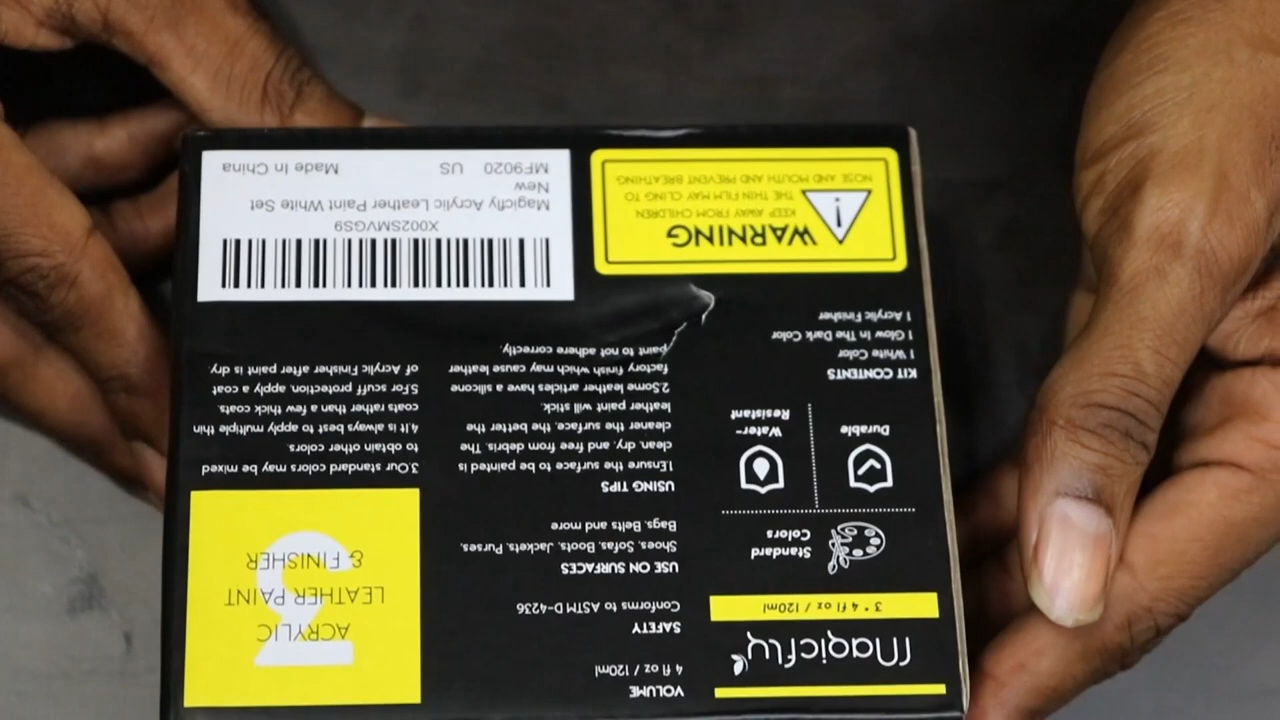 magicfly
3 * 4 fl oz / 120ml
Standard
Colors
Durable
Water-
Resistant
KIT CONTENTS
1 White Color
1 Glow In The Dark Color
1 Acrylic Finisher
WARNING
KEEP AWAY FROM CHILDREN
THE THIN FILM MAY CLING TO
NOSE AND MOUTH AND PREVENT BREATHING
VOLUME
4 fl oz / 120ml
SAFETY
Conforms to ASTM D-4236
USE ON SURFACES
Shoes, Sofas, Boots, Jackets, Purses,
Bags, Belts and more
USING TIPS
1.Ensure the surface to be painted is
clean, dry, and free from debris. The
cleaner the surface, the better the
leather paint will stick.
2.Some leather articles have a silicone
factory finish which may cause leather
paint to not adhere correctly.
3
ACRYLIC
LEATHER PAINT
& FINISHER
3.Our standard colors may be mixed
to obtain other colors.
4.It is always best to apply multiple thin
coats rather than a few thick coats.
5.For scuff protection, apply a coat
of Acrylic Finisher after paint is dry.
X002SMVGS9
Magicfly Acrylic Leather Paint White Set
New
MF9020 US Made In China